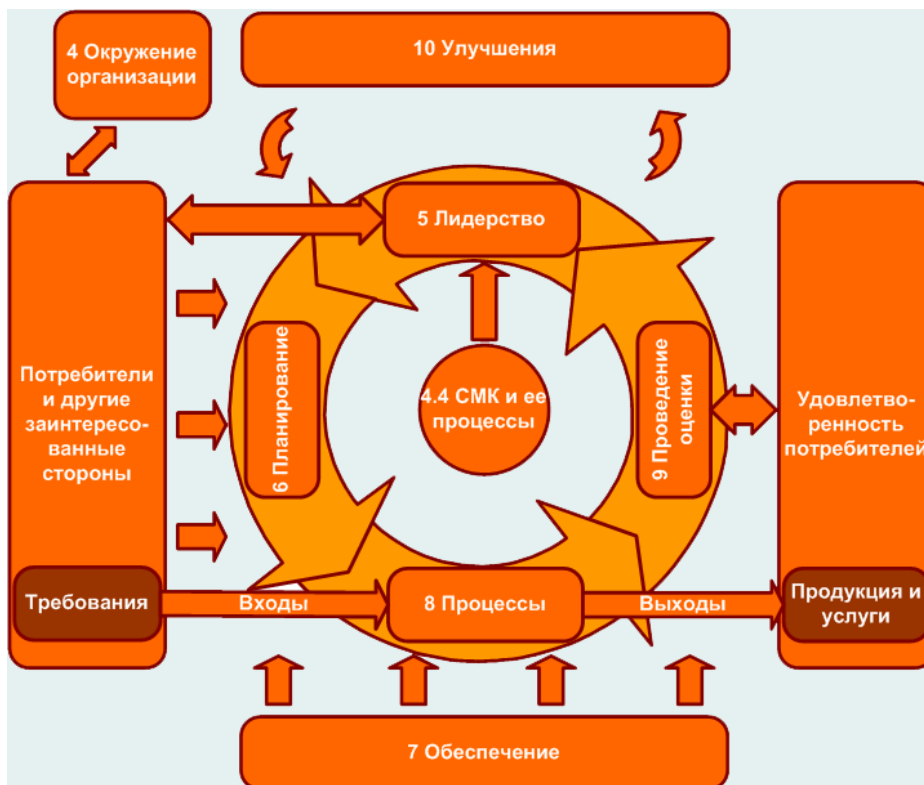 4 Окружение
организации
10 Улучшения
5 Лидерство
Потребители
и другие
заинтересо-
ванные
стороны
6 Планирование
4.4 СМК и ее
процессы
9 Проведение
оценки
Удовлетво-
ренность
потребителей
Требования
Входы
8 Процессы
Выходы
Продукция и
услуги
7 Обеспечение